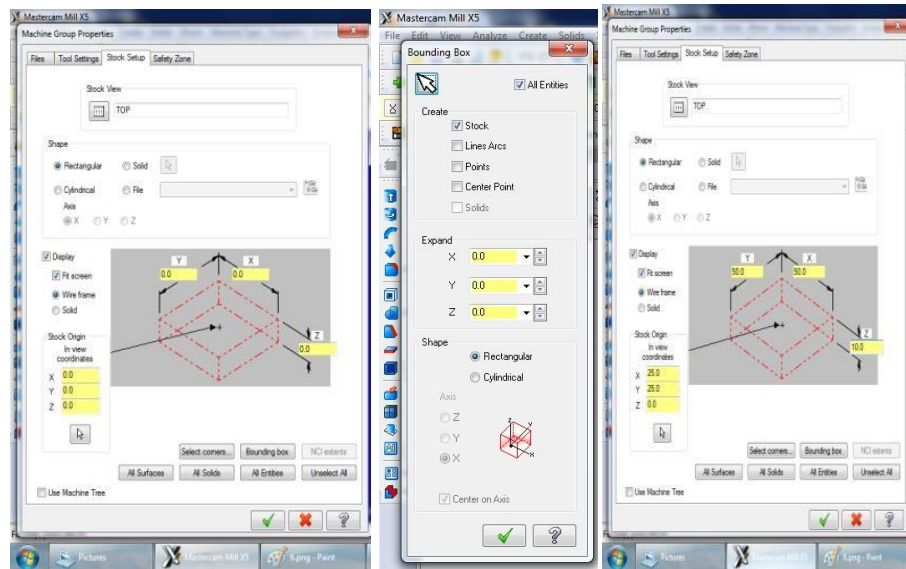 Mastercam Mill X5
Machine Group Properties
Files Tool Settings Stock Setup Safety Zone
Stock View
TOP
Shape
Rectangular Solid
Cylindrical File
Axis
X Y Z
Display
Fit screen
Wire frame
Solid
Y X
0.0 0.0
Z
0.0
Stock Origin
In view
coordinates
X 0.0
Y 0.0
Z 0.0
Select corners... Bounding box NCI extents
All Surfaces All Solids All Entities Unselect All
Use Machine Tree
Pictures Mastercam Mill X5 6.png - Paint
Mastercam Mill X5
File Edit View Analyze Create Solids
Bounding Box
All Entities
Create
Stock
Lines Arcs
Points
Center Point
Solids
Expand
X 0.0
Y 0.0
Z 0.0
Shape
Rectangular
Cylindrical
Axis
Z
Y
X
Center on Axis
Mastercam Mill X5
Machine Group Properties
Files Tool Settings Stock Setup Safety Zone
Stock View
TOP
Shape
Rectangular Solid
Cylindrical File
Axis
X Y Z
Display
Fit screen
Wire frame
Solid
Y X
50.0 50.0
Z
10.0
Stock Origin
In view
coordinates
X 25.0
Y 25.0
Z 0.0
Select corners... Bounding box NCI extents
All Surfaces All Solids All Entities Unselect All
Use Machine Tree
Pictures Mastercam Mill X5 6.png - Paint